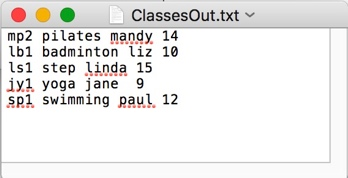 ClassesOut.txt
mp2 pilates mandy 14
lb1 badminton liz 10
ls1 step linda 15
jy1 yoga jane  9
sp1 swimming paul 12